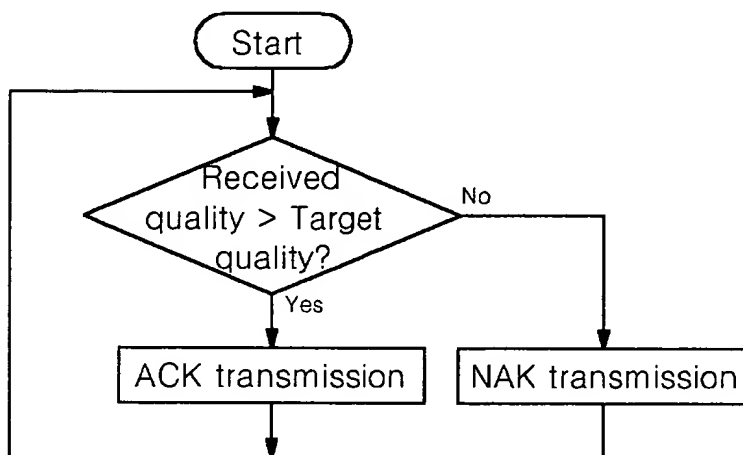 Start
Received
quality > Target
quality?
No
Yes
ACK transmission
NAK transmission